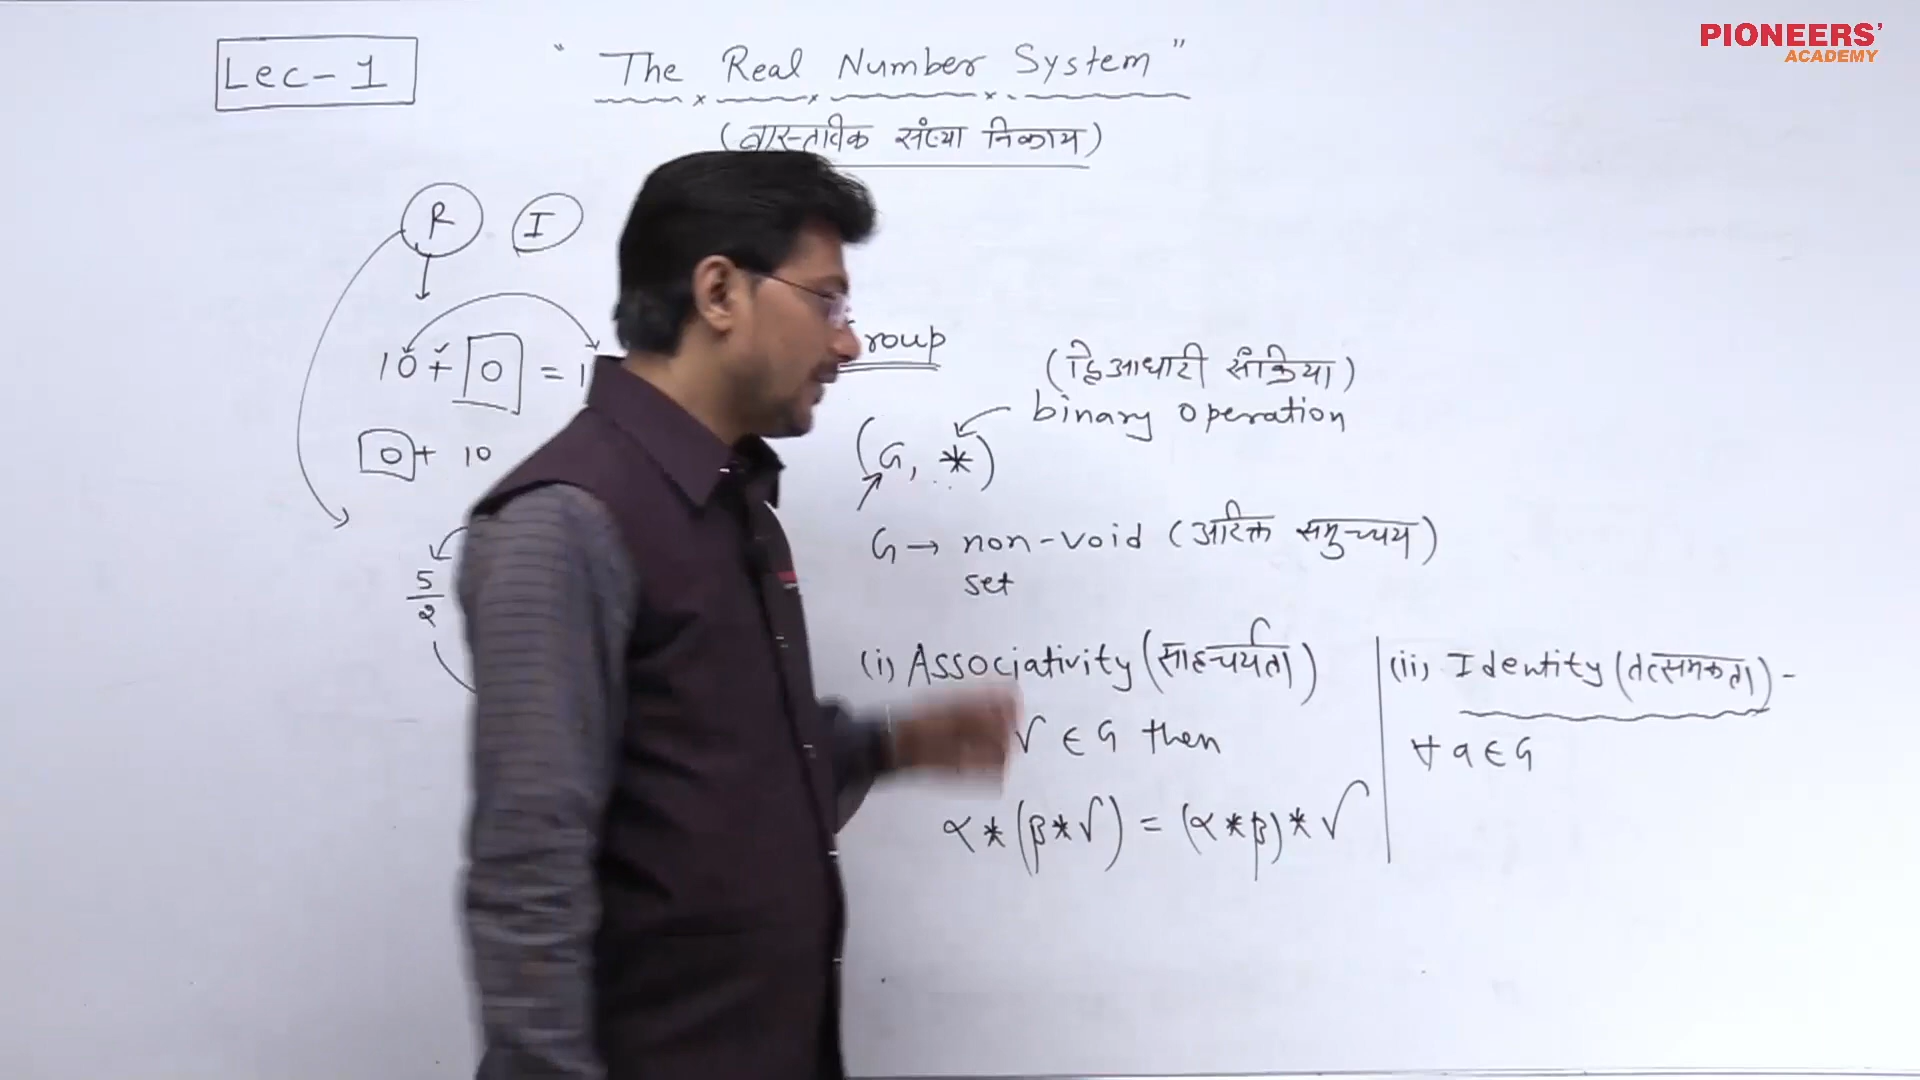 PIONEERS'
ACADEMY
Lec-1
"The Real Number System"
(वास्तविक संख्या निकाय)
R I
10 + 0 = 1
0 + 10
5/2
roup
(द्विआधारी संक्रिया)
binary operation
(G, *)
G → non-void (अरिक्त समुच्चय)
set
(i) Associativity (साहचर्यता)
γ ∈ G then
α * (β * γ) = (α * β) * γ
(ii) Identity (तत्समकता) -
∀ a ∈ G